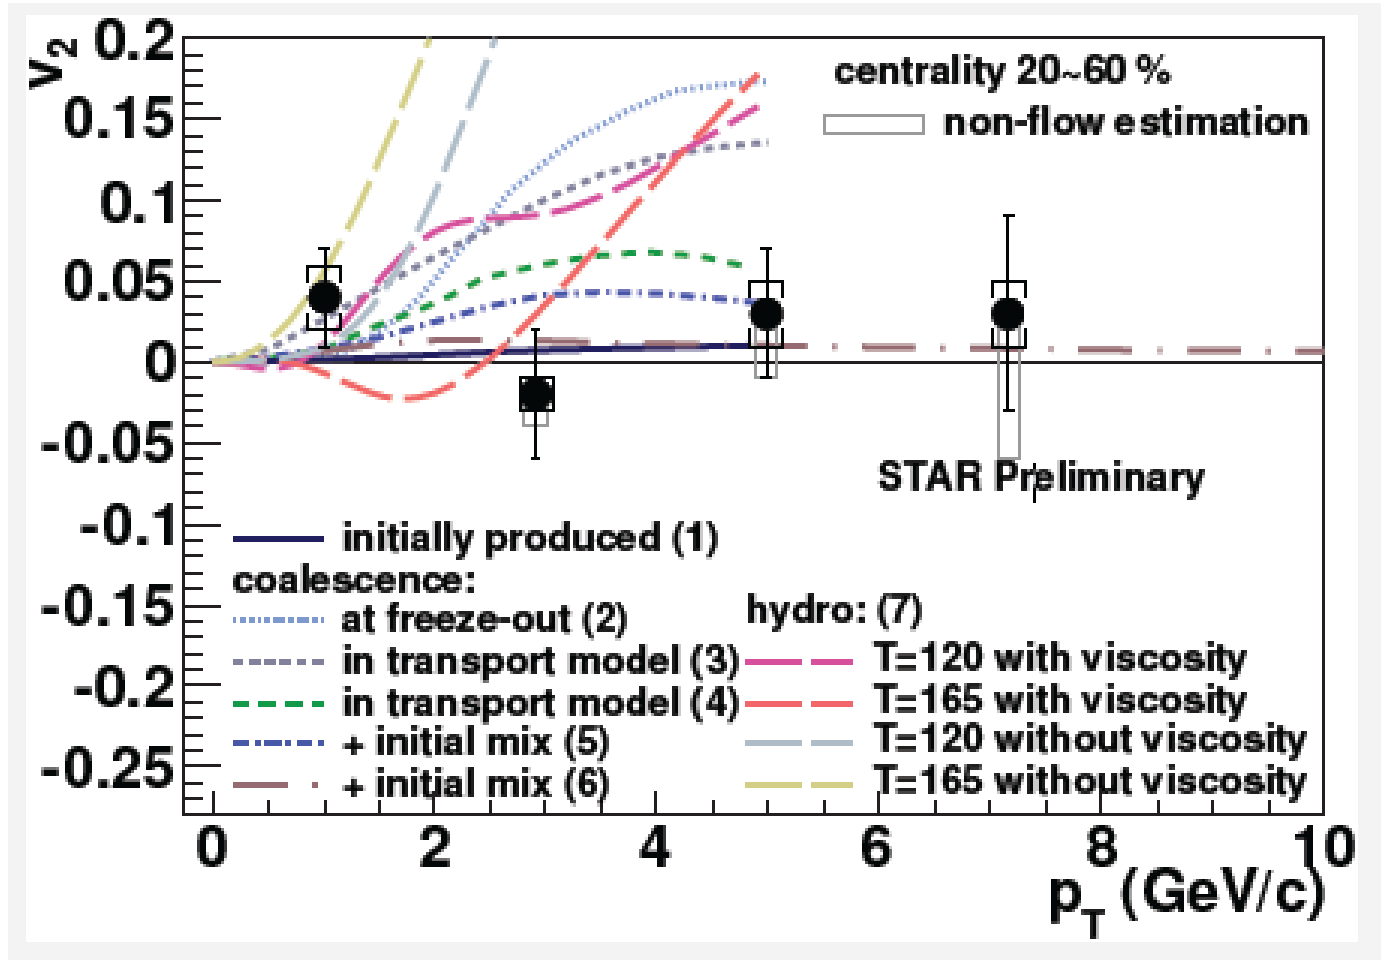 v2
0.2
0.15
0.1
0.05
0
-0.05
-0.1
-0.15
-0.2
-0.25
centrality 20~60 %
non-flow estimation
STAR Preliminary
initially produced (1)
coalescence:
at freeze-out (2)
in transport model (3)
in transport model (4)
+ initial mix (5)
+ initial mix (6)
hydro: (7)
T=120 with viscosity
T=165 with viscosity
T=120 without viscosity
T=165 without viscosity
0 2 4 6 8 10
pT (GeV/c)